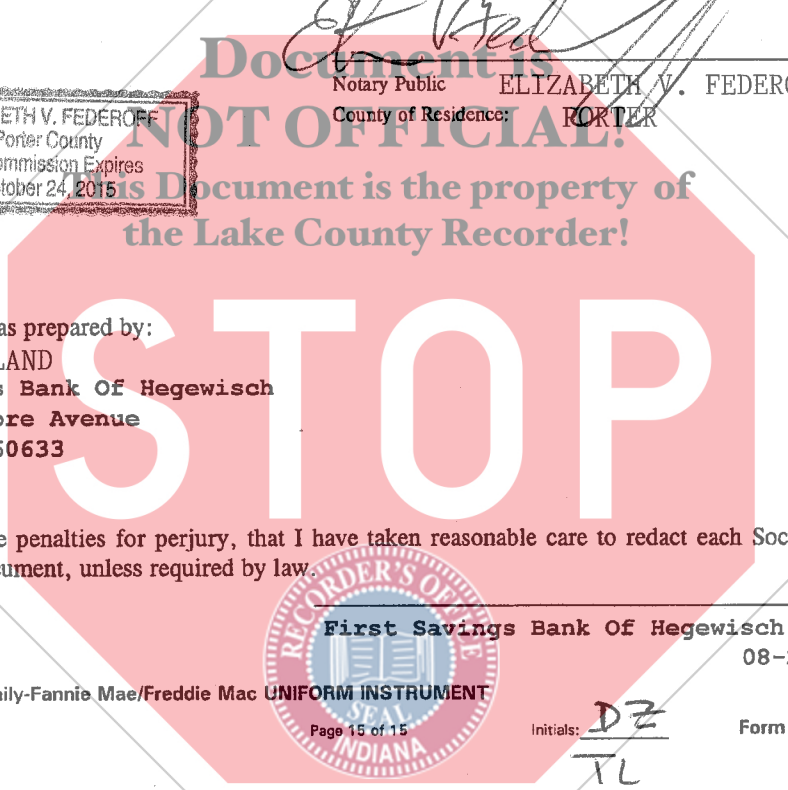 Document is
Notary Public ELIZABETH V. FEDERO
County of Residence: PORTER
NOT OFFICIAL!
ETH V. FEDEROFF
Porter County
ommission Expires
tober 24, 2015
This Document is the property of
the Lake County Recorder!
STOP
as prepared by:
LAND
s Bank Of Hegewisch
ore Avenue
60633
e penalties for perjury, that I have taken reasonable care to redact each Soc
cument, unless required by law.
RECORDER'S OFFICE
SEAL
INDIANA
First Savings Bank Of Hegewisch
08-
ily-Fannie Mae/Freddie Mac UNIFORM INSTRUMENT
Page 15 of 15 Initials: DZ Form
TL